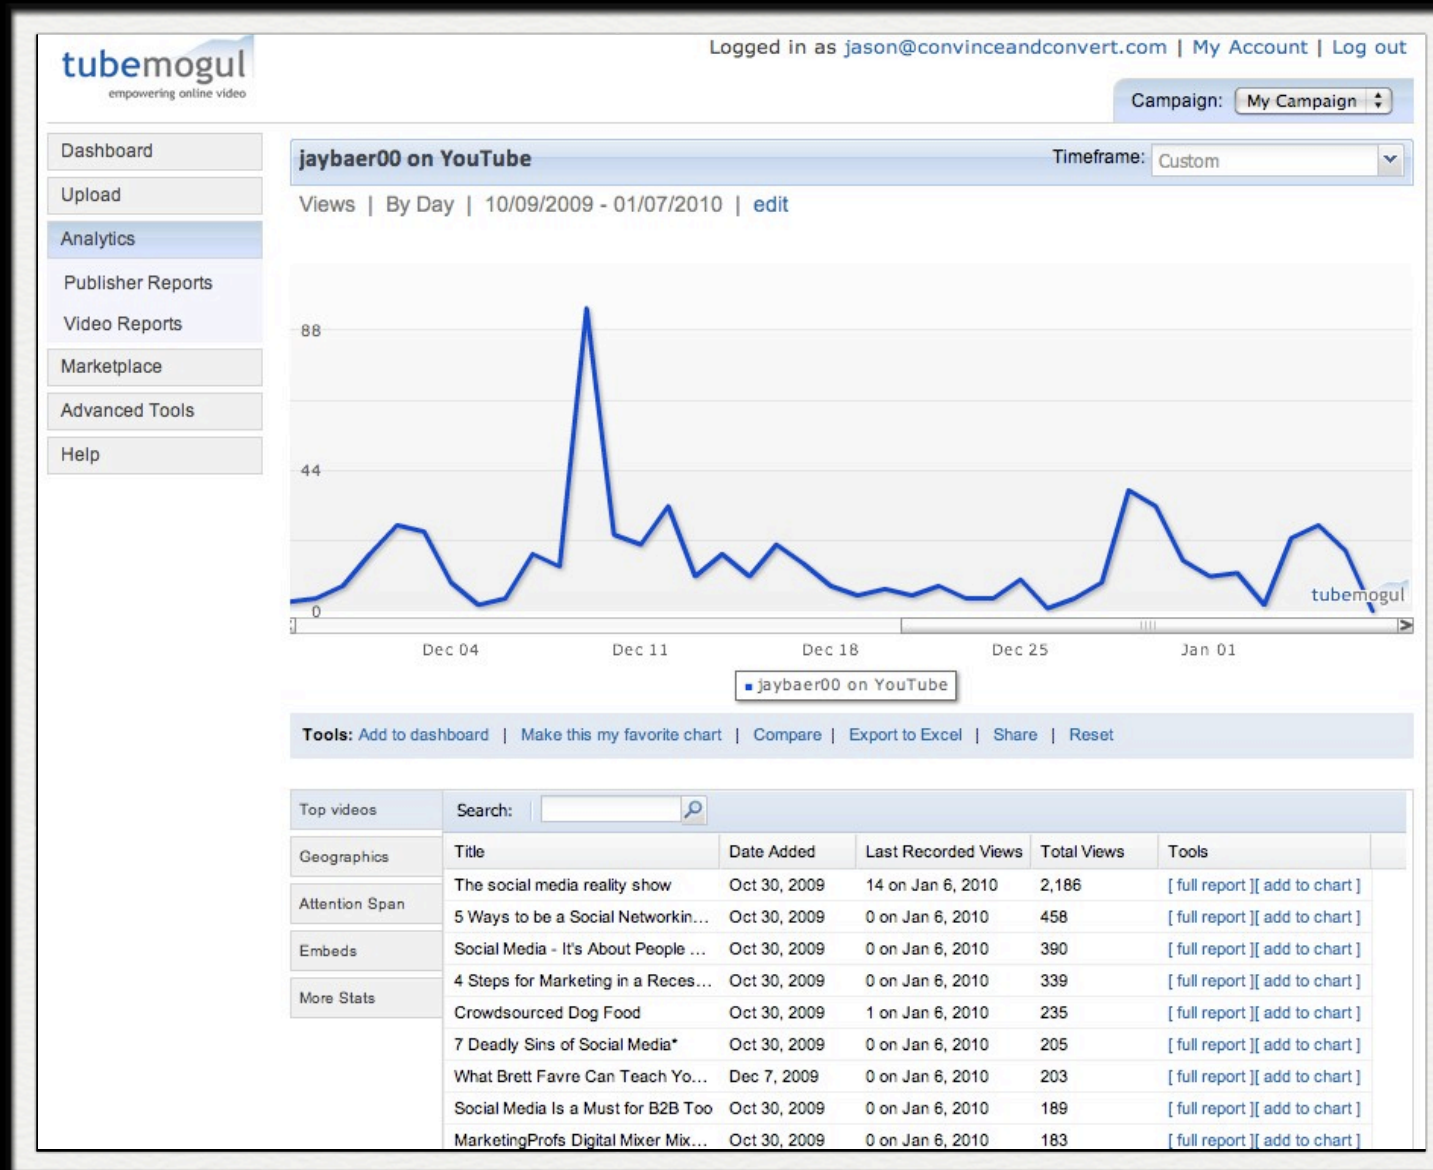 tubemogul
empowering online video
Logged in as jason@convinceandconvert.com | My Account | Log out
Campaign: My Campaign
Dashboard
Upload
Analytics
Publisher Reports
Video Reports
Marketplace
Advanced Tools
Help
jaybaer00 on YouTube
Timeframe: Custom
Views | By Day | 10/09/2009 - 01/07/2010 | edit
88
44
0
tubemogul
Dec 04 Dec 11 Dec 18 Dec 25 Jan 01
jaybaer00 on YouTube
Tools: Add to dashboard | Make this my favorite chart | Compare | Export to Excel | Share | Reset
Top videos
Geographics
Attention Span
Embeds
More Stats
Search:
Title Date Added Last Recorded Views Total Views Tools
The social media reality show Oct 30, 2009 14 on Jan 6, 2010 2,186 [ full report ][ add to chart ]
5 Ways to be a Social Networkin... Oct 30, 2009 0 on Jan 6, 2010 458 [ full report ][ add to chart ]
Social Media - It's About People ... Oct 30, 2009 0 on Jan 6, 2010 390 [ full report ][ add to chart ]
4 Steps for Marketing in a Reces... Oct 30, 2009 0 on Jan 6, 2010 339 [ full report ][ add to chart ]
Crowdsourced Dog Food Oct 30, 2009 1 on Jan 6, 2010 235 [ full report ][ add to chart ]
7 Deadly Sins of Social Media* Oct 30, 2009 0 on Jan 6, 2010 205 [ full report ][ add to chart ]
What Brett Favre Can Teach Yo... Dec 7, 2009 0 on Jan 6, 2010 203 [ full report ][ add to chart ]
Social Media Is a Must for B2B Too Oct 30, 2009 0 on Jan 6, 2010 189 [ full report ][ add to chart ]
MarketingProfs Digital Mixer Mix... Oct 30, 2009 0 on Jan 6, 2010 183 [ full report ][ add to chart ]